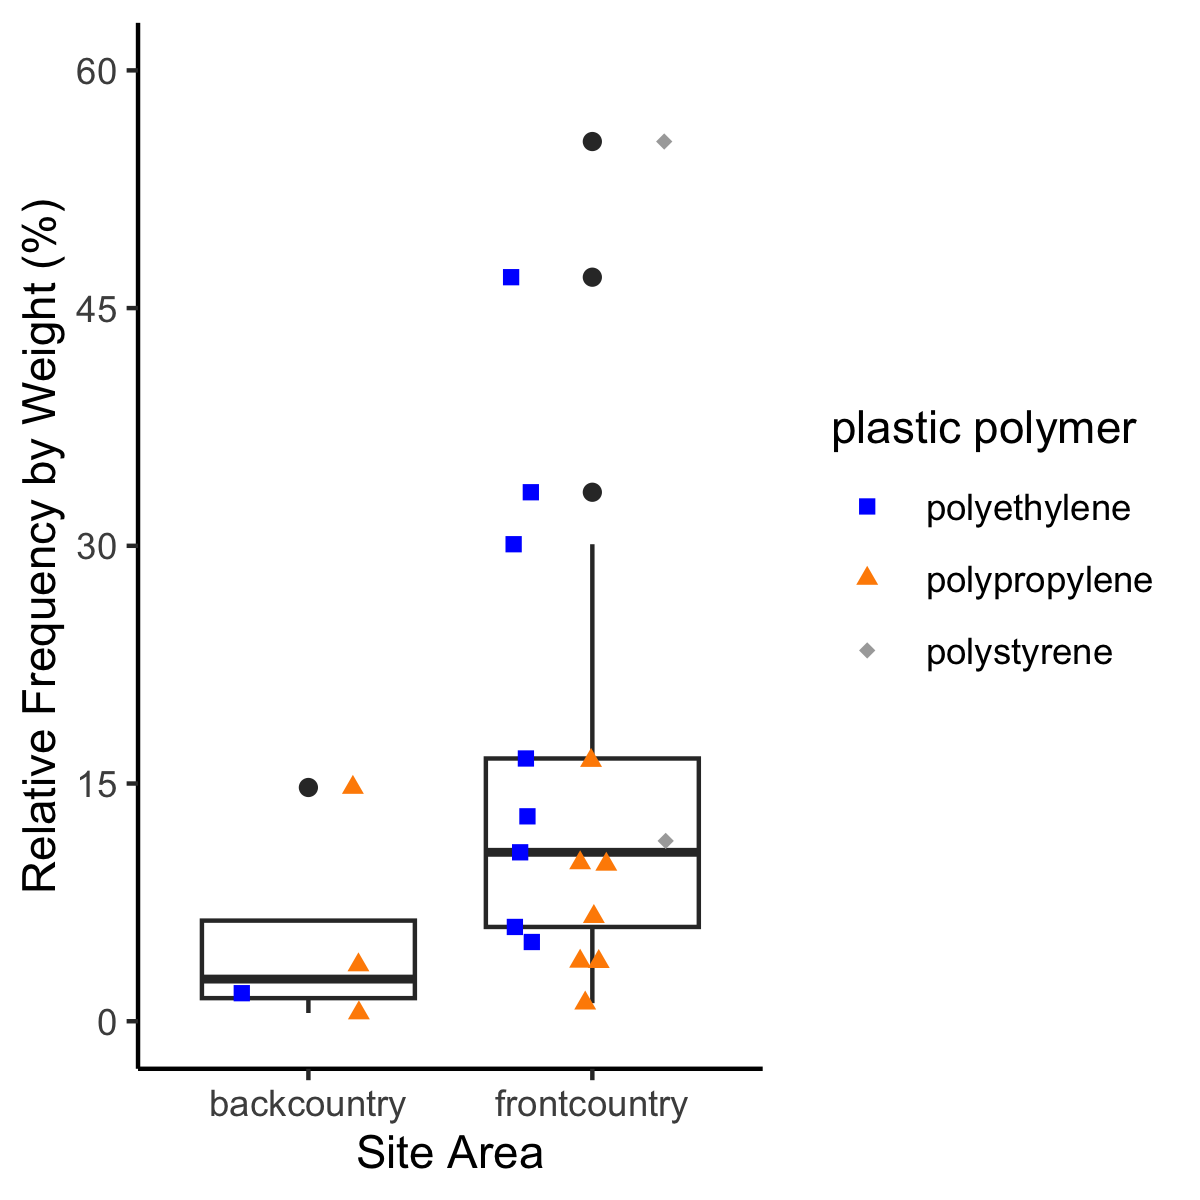 Relative Frequency by Weight (%)
60
45
30
15
0
backcountry
frontcountry
Site Area
plastic polymer
polyethylene
polypropylene
polystyrene